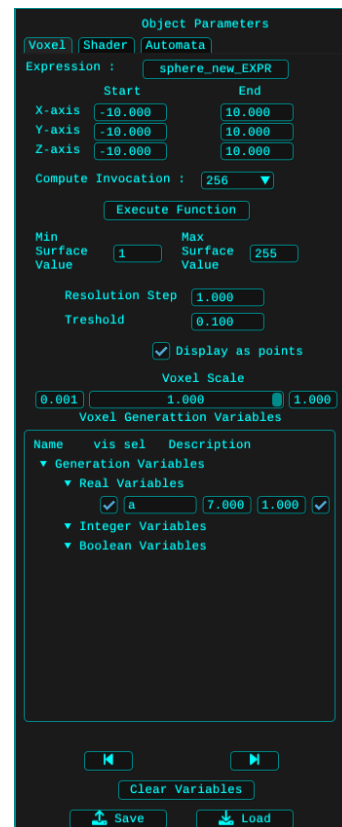 Object Parameters
Voxel Shader Automata
Expression : sphere_new_EXPR
Start End
X-axis -10.000 10.000
Y-axis -10.000 10.000
Z-axis -10.000 10.000
Compute Invocation : 256
Execute Function
Min Max
Surface 1 Surface 255
Value Value
Resolution Step 1.000
Treshold 0.100
Display as points
Voxel Scale
0.001 1.000 1.000
Voxel Generattion Variables
Name vis sel Description
Generation Variables
Real Variables
a 7.000 1.000
Integer Variables
Boolean Variables
Clear Variables
Save Load